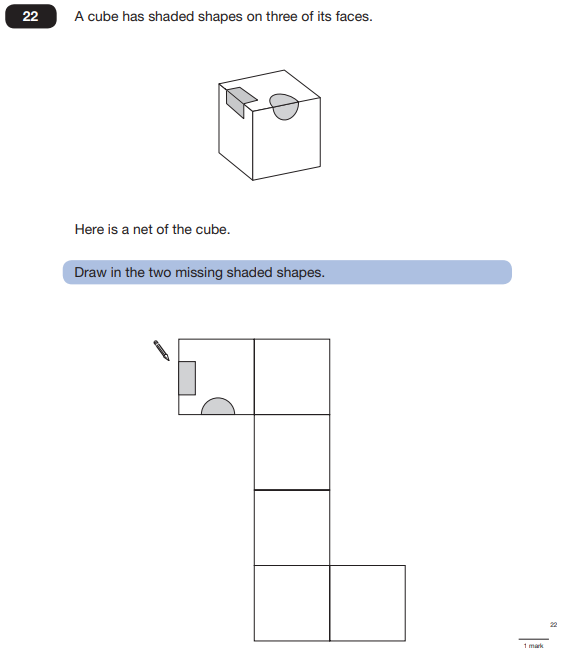 22
A cube has shaded shapes on three of its faces.
Here is a net of the cube.
Draw in the two missing shaded shapes.
22
1 mark